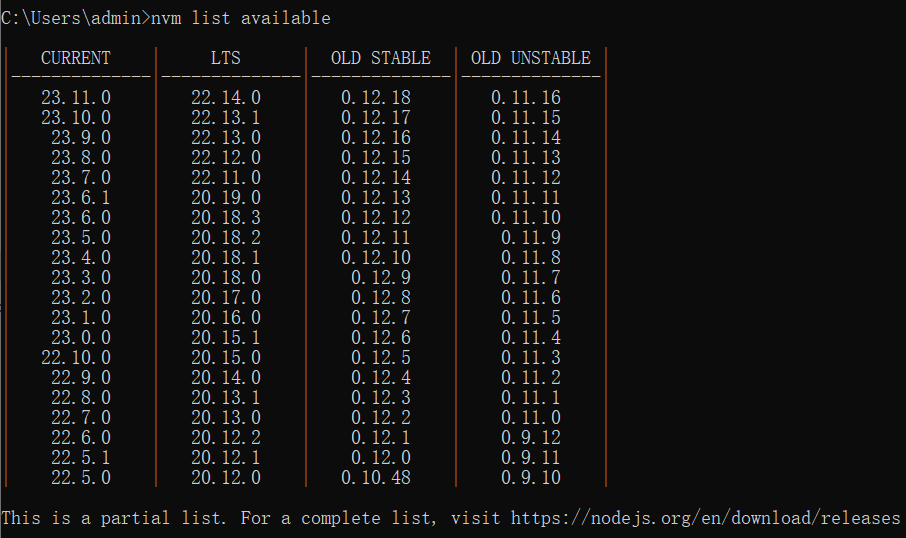 C:\Users\admin>nvm list available
|   CURRENT    |     LTS      |  OLD STABLE  | OLD UNSTABLE |
|--------------|--------------|--------------|--------------|
|   23.11.0    |   22.14.0    |   0.12.18    |   0.11.16    |
|   23.10.0    |   22.13.1    |   0.12.17    |   0.11.15    |
|    23.9.0    |   22.13.0    |   0.12.16    |   0.11.14    |
|    23.8.0    |   22.12.0    |   0.12.15    |   0.11.13    |
|    23.7.0    |   22.11.0    |   0.12.14    |   0.11.12    |
|    23.6.1    |   20.19.0    |   0.12.13    |   0.11.11    |
|    23.6.0    |   20.18.3    |   0.12.12    |   0.11.10    |
|    23.5.0    |   20.18.2    |   0.12.11    |    0.11.9    |
|    23.4.0    |   20.18.1    |   0.12.10    |    0.11.8    |
|    23.3.0    |   20.18.0    |    0.12.9    |    0.11.7    |
|    23.2.0    |   20.17.0    |    0.12.8    |    0.11.6    |
|    23.1.0    |   20.16.0    |    0.12.7    |    0.11.5    |
|    23.0.0    |   20.15.1    |    0.12.6    |    0.11.4    |
|   22.10.0    |   20.15.0    |    0.12.5    |    0.11.3    |
|    22.9.0    |   20.14.0    |    0.12.4    |    0.11.2    |
|    22.8.0    |   20.13.1    |    0.12.3    |    0.11.1    |
|    22.7.0    |   20.13.0    |    0.12.2    |    0.11.0    |
|    22.6.0    |   20.12.2    |    0.12.1    |    0.9.12    |
|    22.5.1    |   20.12.1    |    0.12.0    |    0.9.11    |
|    22.5.0    |   20.12.0    |   0.10.48    |    0.9.10    |
This is a partial list. For a complete list, visit https://nodejs.org/en/download/releases